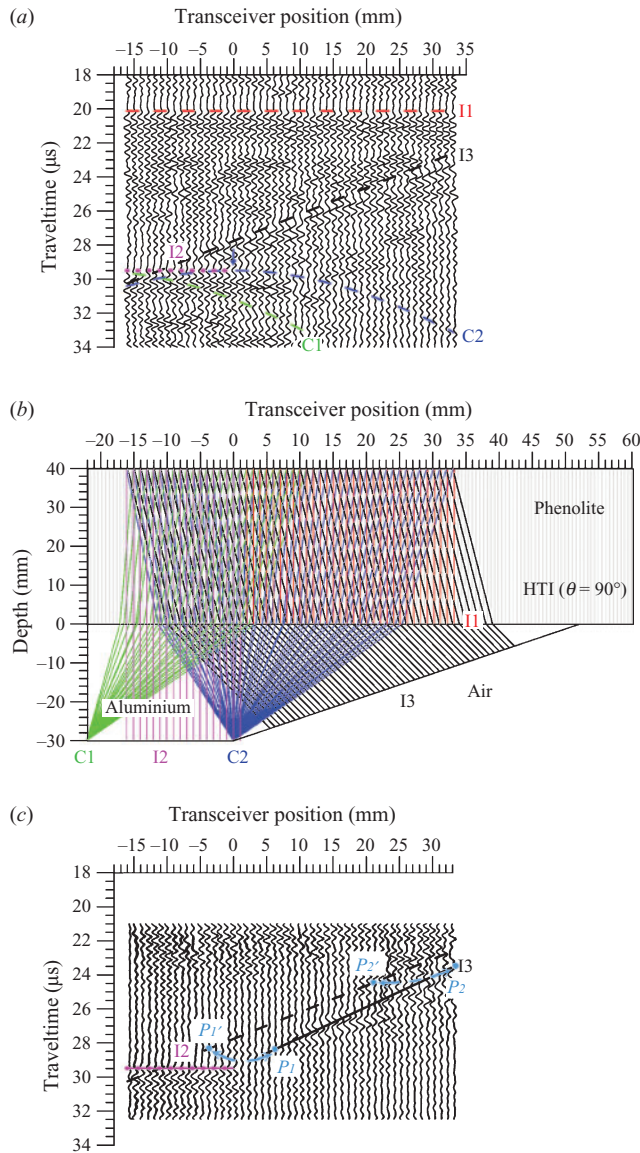 (a)
Transceiver position (mm)
−15 −10 −5 0 5 10 15 20 25 30 35
18
20
22
24
26
28
30
32
34
Traveltime (μs)
I1
I3
I2
C1
C2
(b)
Transceiver position (mm)
−20 −15 −10 −5 0 5 10 15 20 25 30 35 40 45 50 55 60
40
30
20
10
0
−10
−20
−30
Depth (mm)
Phenolite
HTI (θ = 90°)
I1
Air
I3
Aluminium
C1
I2
C2
(c)
Transceiver position (mm)
−15 −10 −5 0 5 10 15 20 25 30
18
20
22
24
26
28
30
32
34
Traveltime (μs)
P2′
I3
P2
P1′
I2
P1